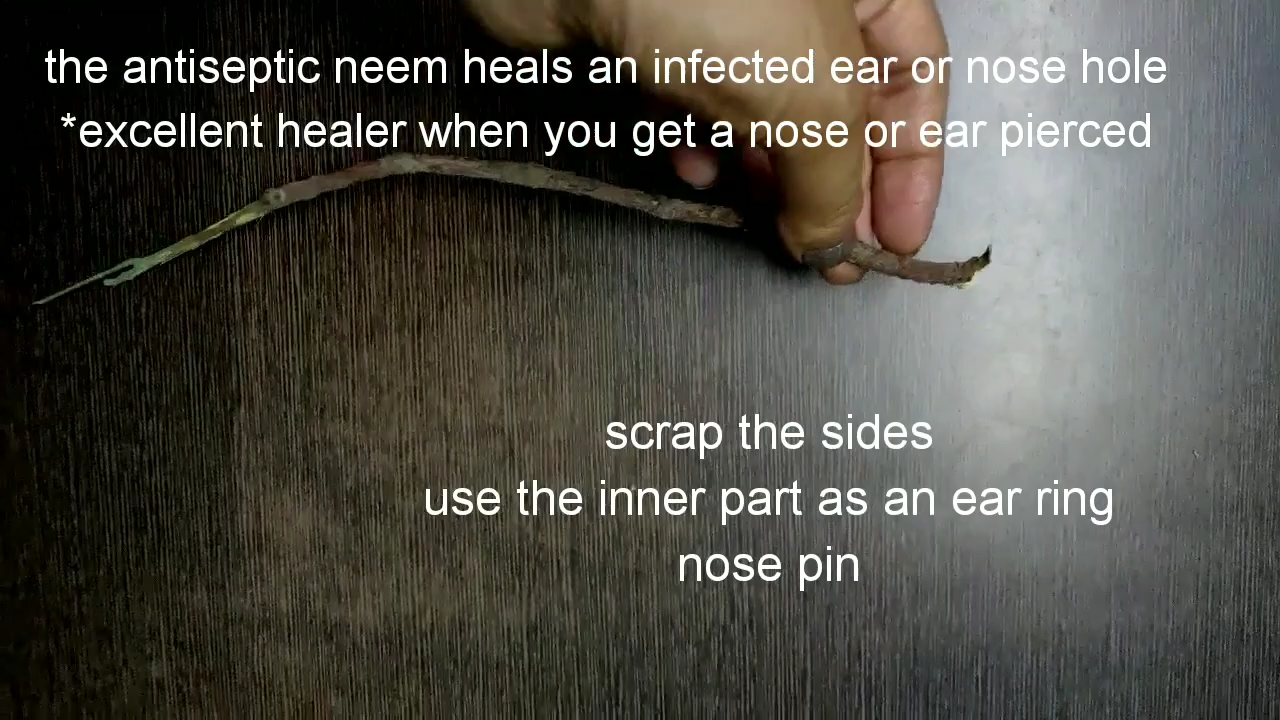 the antiseptic neem heals an infected ear or nose hole
*excellent healer when you get a nose or ear pierced
scrap the sides
use the inner part as an ear ring
nose pin